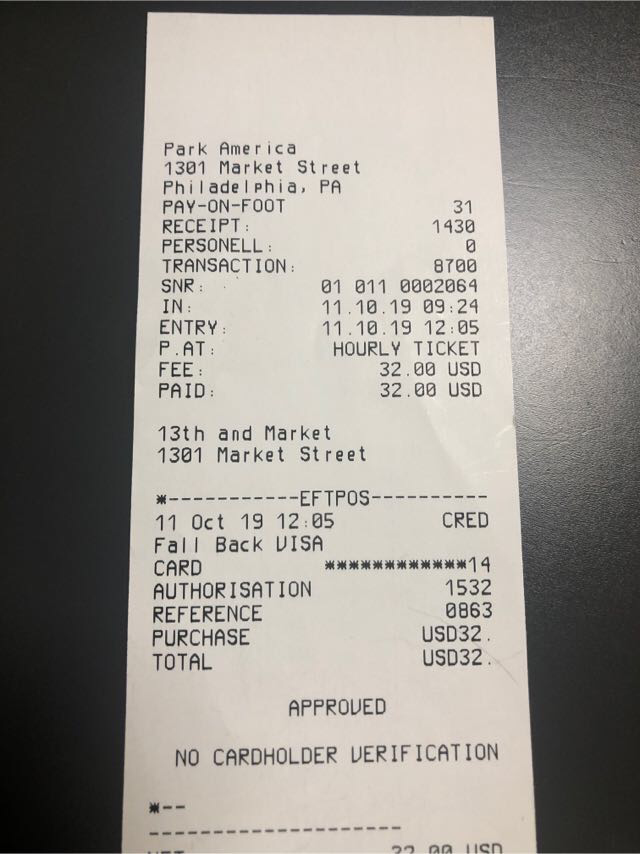 Park America
1301 Market Street
Philadelphia, PA
PAY-ON-FOOT 31
RECEIPT: 1430
PERSONELL: 0
TRANSACTION: 8700
SNR: 01 011 0002064
IN: 11.10.19 09:24
ENTRY: 11.10.19 12:05
P.AT: HOURLY TICKET
FEE: 32.00 USD
PAID: 32.00 USD
13th and Market
1301 Market Street
*-----------EFTPOS----------
11 Oct 19 12:05 CRED
Fall Back VISA
CARD ************14
AUTHORISATION 1532
REFERENCE 0863
PURCHASE USD32.
TOTAL USD32.
APPROVED
NO CARDHOLDER VERIFICATION
*--
---------------------
32.00 USD